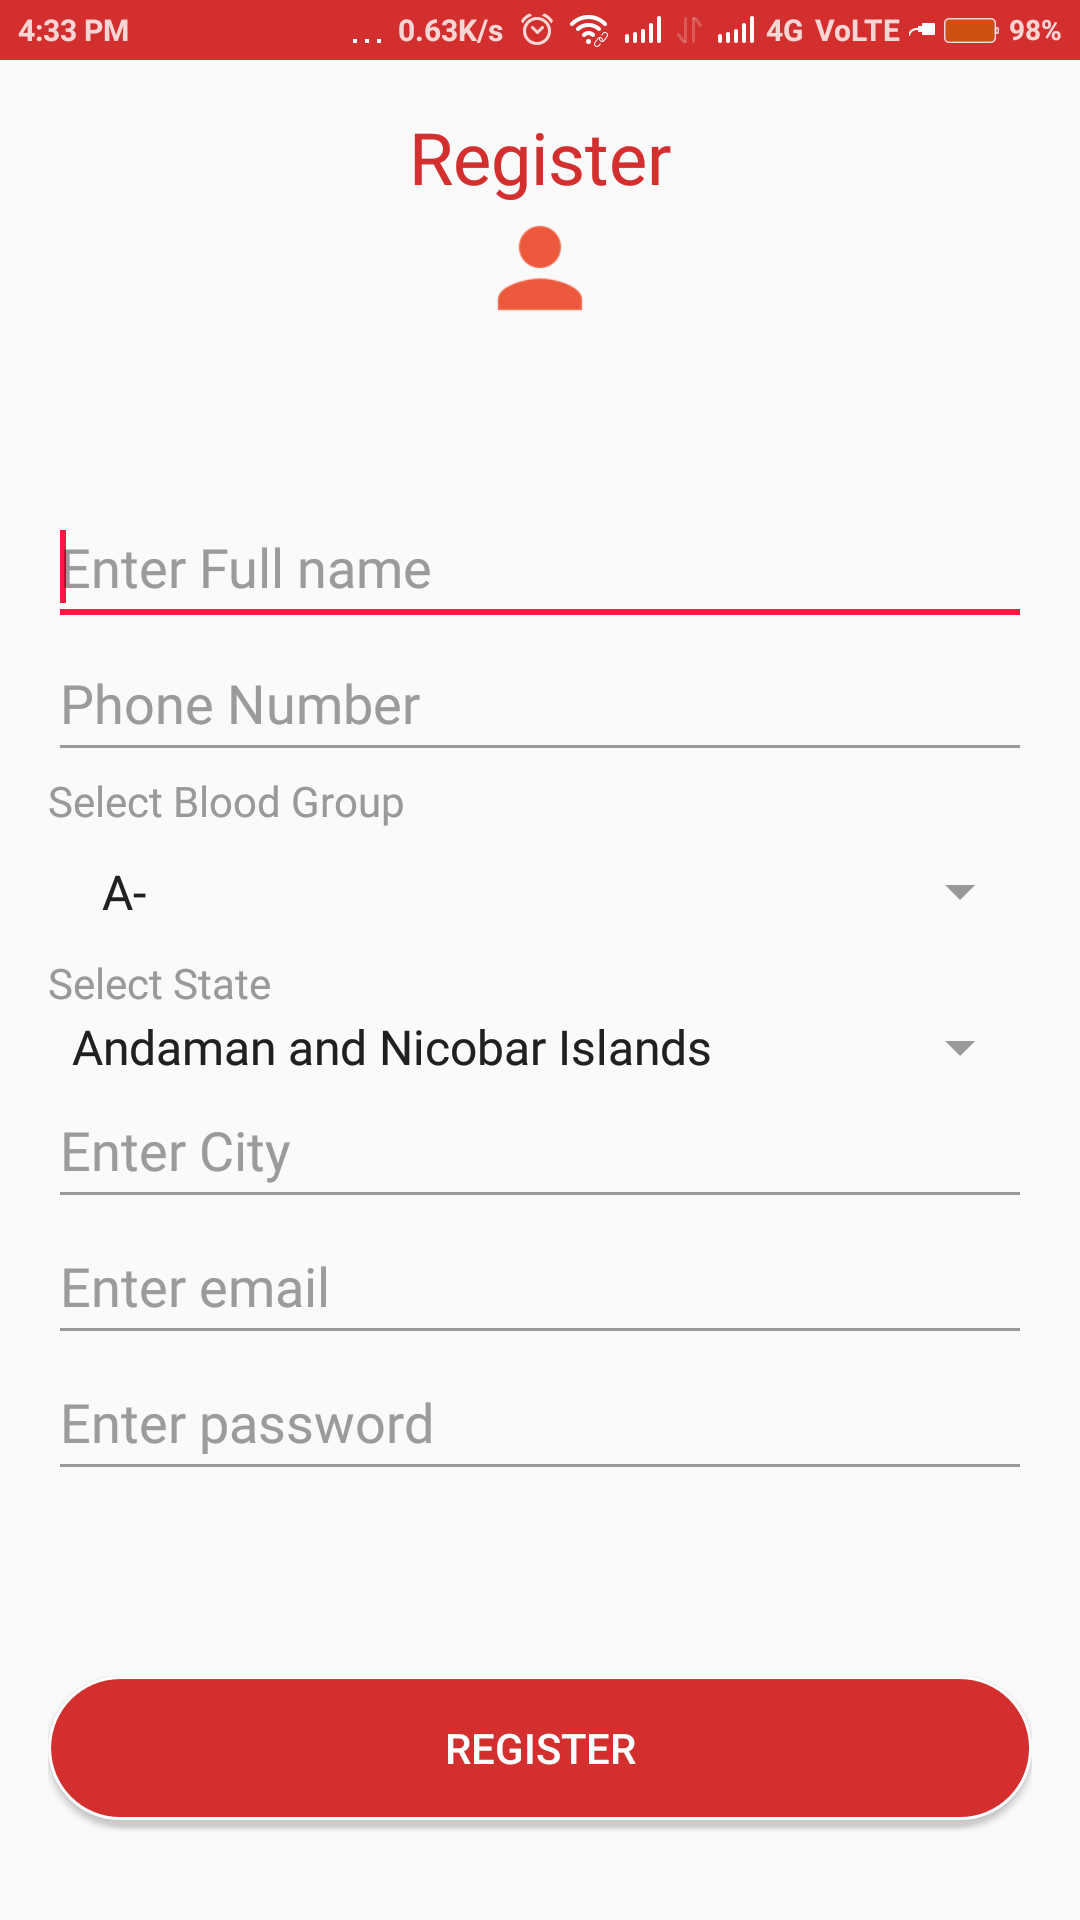 4:33 PM ... 0.63K/s 4G VoLTE 98%
Register
Enter Full name
Phone Number
Select Blood Group
A-
Select State
Andaman and Nicobar Islands
Enter City
Enter email
Enter password
REGISTER